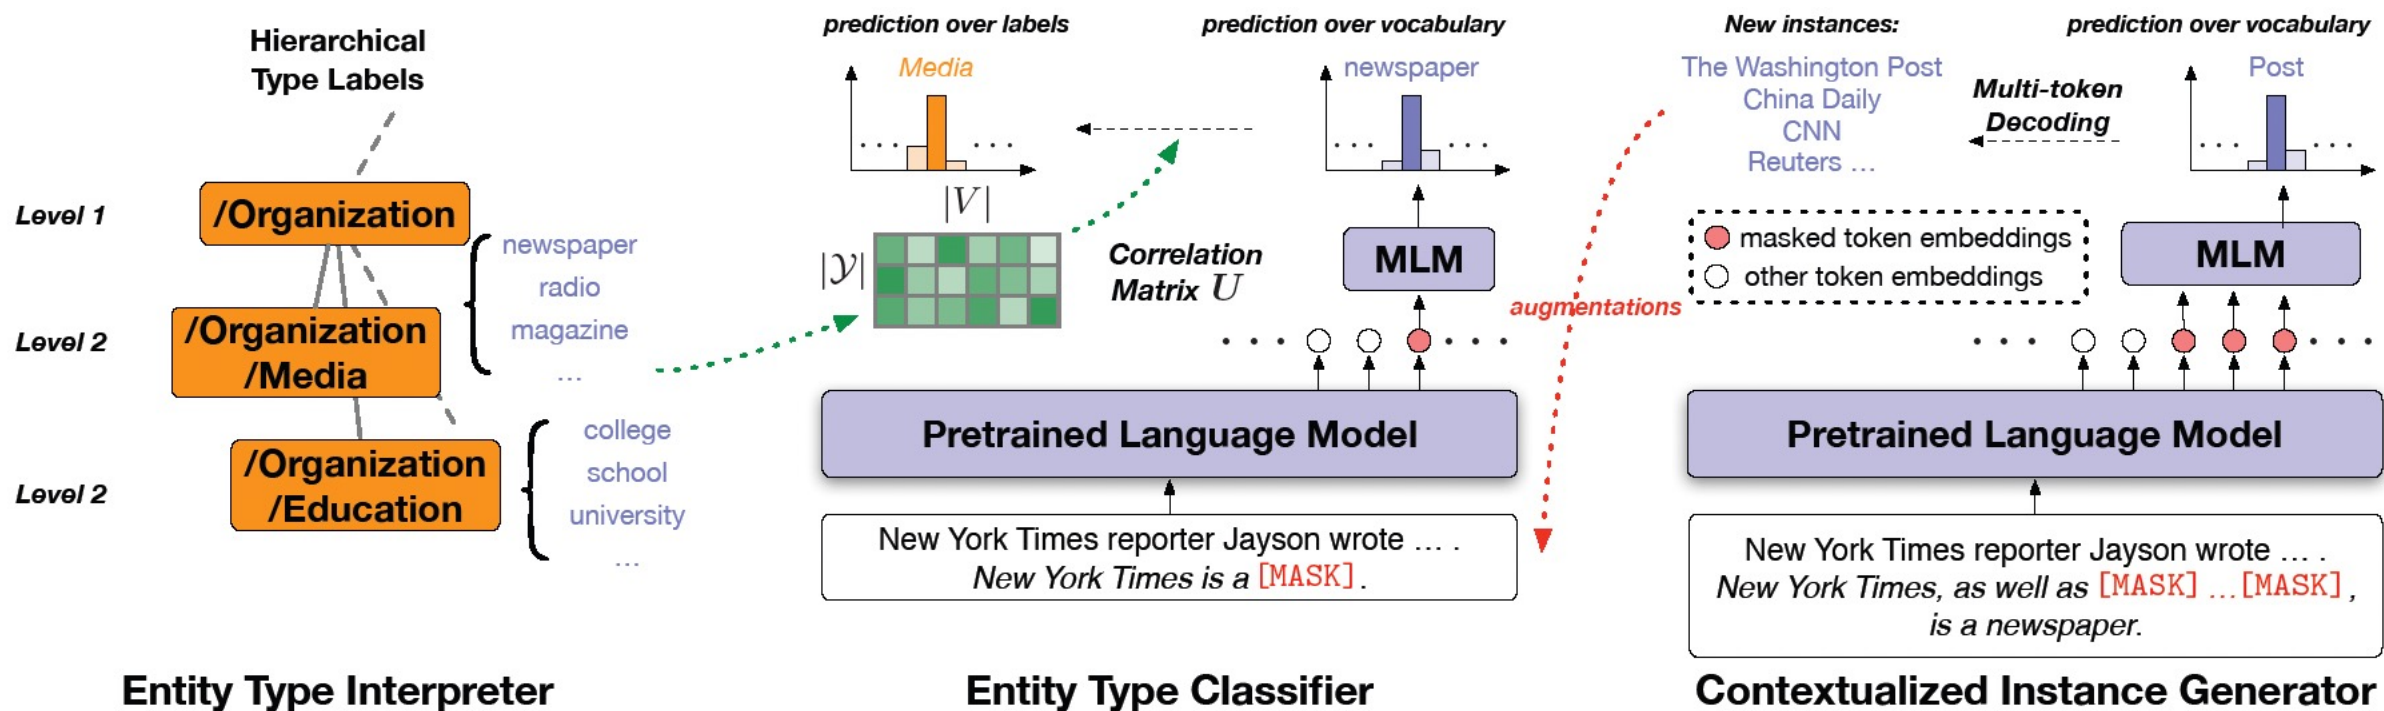 Hierarchical
Type Labels
Level 1
/Organization
newspaper
radio
magazine
...
Level 2
/Organization
/Media
college
school
university
...
Level 2
/Organization
/Education
Entity Type Interpreter
prediction over labels
Media
. . .
. . .
prediction over vocabulary
newspaper
. . .
. . .
|V|
|𝒴|
Correlation
Matrix U
MLM
. . .
. . .
Pretrained Language Model
New York Times reporter Jayson wrote ... .
New York Times is a [MASK].
Entity Type Classifier
augmentations
New instances:
The Washington Post
China Daily
CNN
Reuters ...
Multi-token
Decoding
prediction over vocabulary
Post
. . .
. . .
masked token embeddings
other token embeddings
MLM
. . .
. . .
Pretrained Language Model
New York Times reporter Jayson wrote ... .
New York Times, as well as [MASK] ... [MASK] ,
is a newspaper.
Contextualized Instance Generator